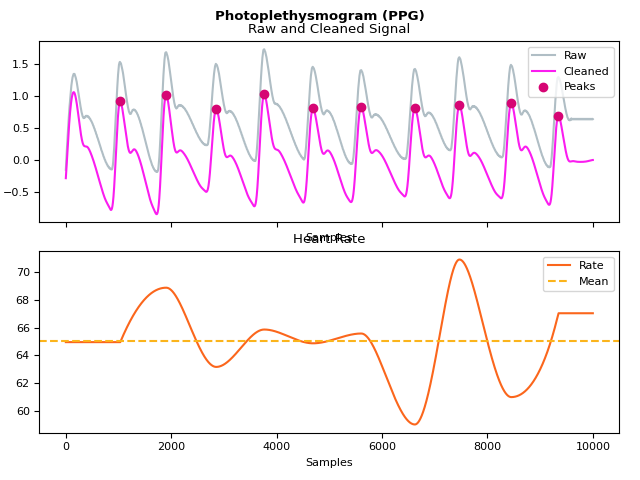 Photoplethysmogram (PPG)
Raw and Cleaned Signal
Raw
Cleaned
Peaks
1.5
1.0
0.5
0.0
−0.5
Samples
Heart Rate
Rate
Mean
70
68
66
64
62
60
0 2000 4000 6000 8000 10000
Samples